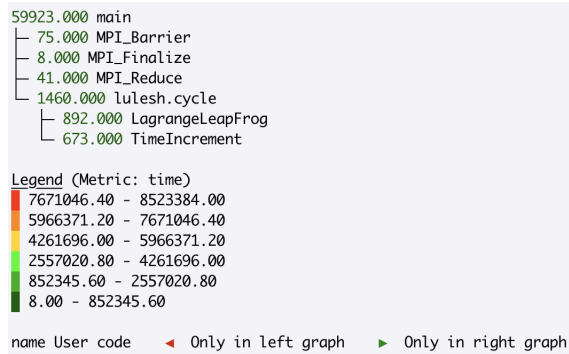 59923.000 main
├─ 75.000 MPI_Barrier
├─ 8.000 MPI_Finalize
├─ 41.000 MPI_Reduce
└─ 1460.000 lulesh.cycle
   ├─ 892.000 LagrangeLeapFrog
   └─ 673.000 TimeIncrement
Legend (Metric: time)
7671046.40 - 8523384.00
5966371.20 - 7671046.40
4261696.00 - 5966371.20
2557020.80 - 4261696.00
852345.60 - 2557020.80
8.00 - 852345.60
name User code ◀ Only in left graph ▶ Only in right graph